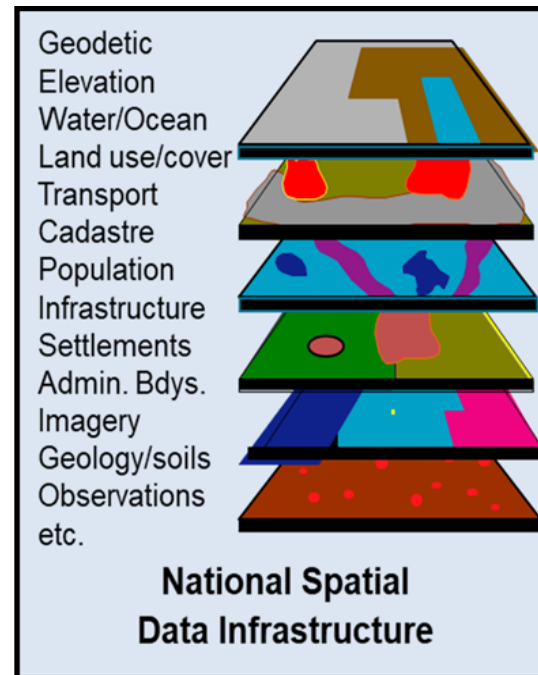 Geodetic
Elevation
Water/Ocean
Land use/cover
Transport
Cadastre
Population
Infrastructure
Settlements
Admin. Bdys.
Imagery
Geology/soils
Observations
etc.
National Spatial
Data Infrastructure